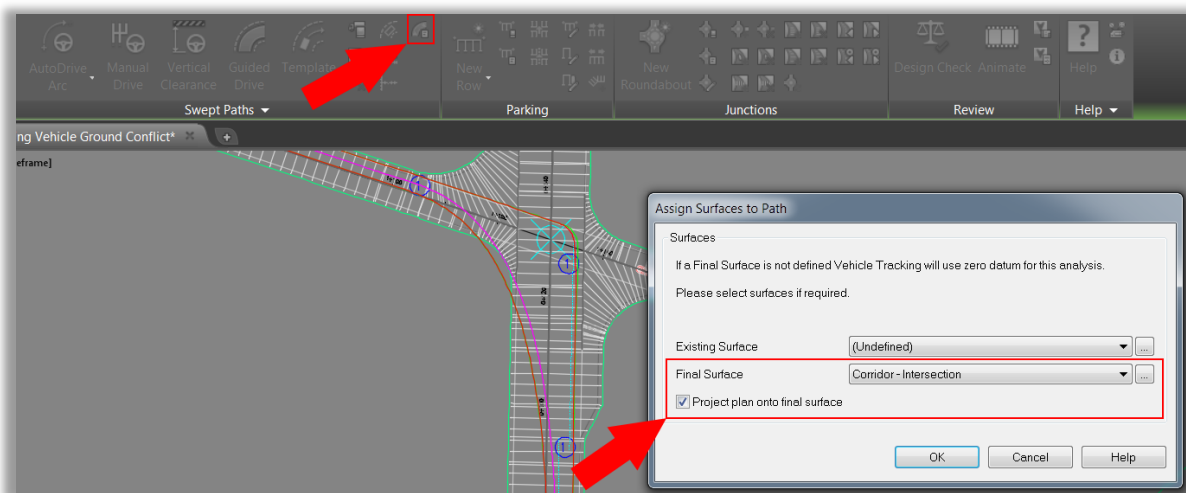 AutoDrive Arc
Manual Drive
Vertical Clearance
Guided Drive
Template
New Row
New Roundabout
Design Check
Animate
Help
Swept Paths
Parking
Junctions
Review
Help
ng Vehicle Ground Conflict*
eframe]
1
1
1
Assign Surfaces to Path
Surfaces
If a Final Surface is not defined Vehicle Tracking will use zero datum for this analysis.
Please select surfaces if required.
Existing Surface (Undefined) ...
Final Surface Corridor - Intersection ...
Project plan onto final surface
OK Cancel Help